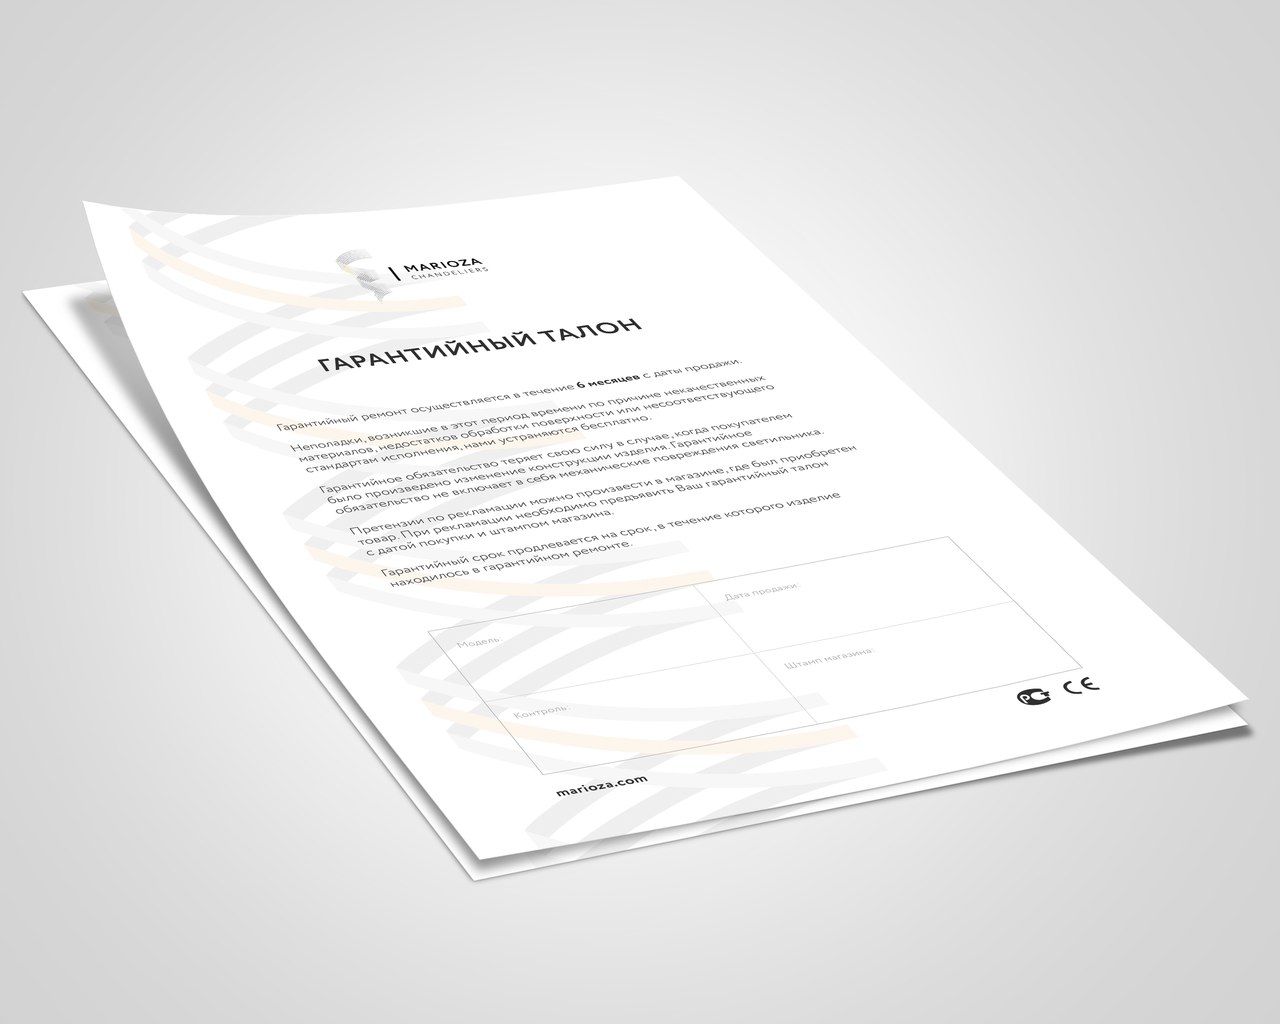 MARIOZA
CHANDELIERS
ГАРАНТИЙНЫЙ ТАЛОН
Гарантийный ремонт осуществляется в течение 6 месяцев с даты продажи.
Неполадки, возникшие в этот период времени по причине некачественных
материалов, недостатков обработки поверхности или несоответствующего
стандартам исполнения, нами устраняются бесплатно.
Гарантийное обязательство теряет свою силу в случае, когда покупателем
было произведено изменение конструкции изделия. Гарантийное
обязательство не включает в себя механические повреждения светильника.
Претензии по рекламации можно произвести в магазине, где был приобретен
товар. При рекламации необходимо предъявить Ваш гарантийный талон
с датой покупки и штампом магазина.
Гарантийный срок продлевается на срок, в течение которого изделие
находилось в гарантийном ремонте.
Модель:
Дата продажи:
Контроль:
Штамп магазина:
РСТ CE
marioza.com